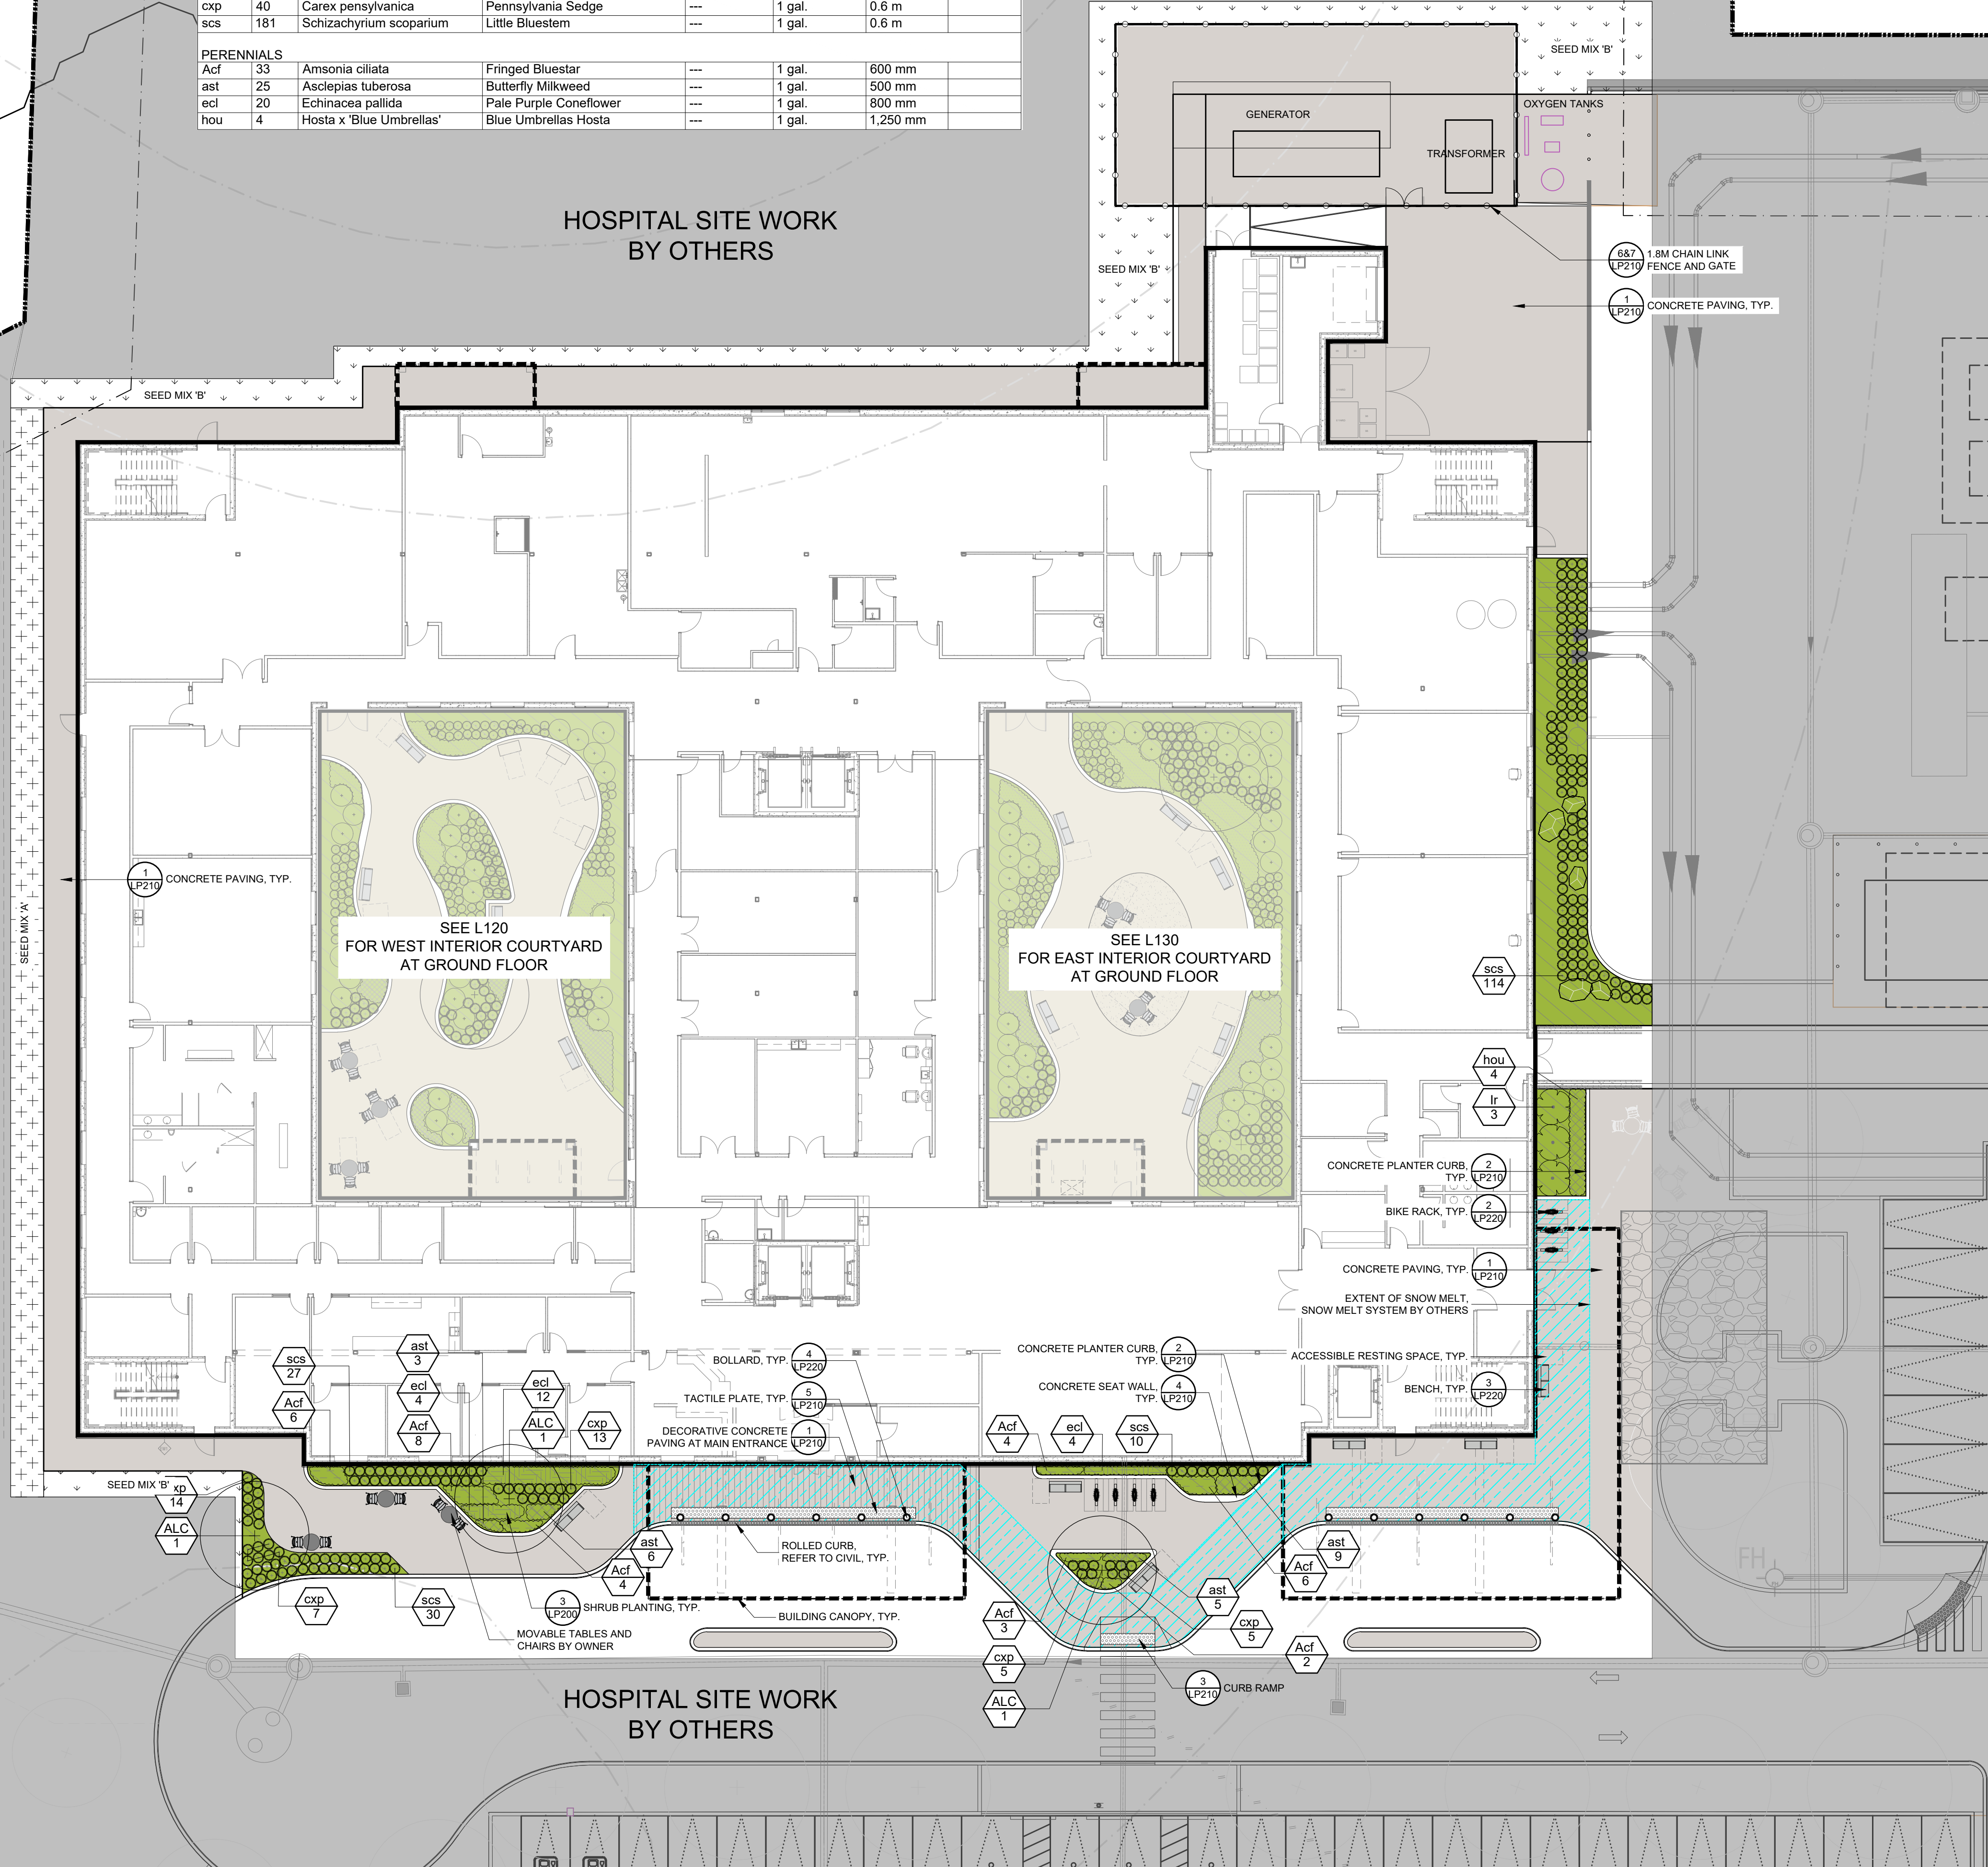 cxp 40 Carex pensylvanica Pennsylvania Sedge --- 1 gal. 0.6 m
scs 181 Schizachyrium scoparium Little Bluestem --- 1 gal. 0.6 m
PERENNIALS
Acf 33 Amsonia ciliata Fringed Bluestar --- 1 gal. 600 mm
ast 25 Asclepias tuberosa Butterfly Milkweed --- 1 gal. 500 mm
ecl 20 Echinacea pallida Pale Purple Coneflower --- 1 gal. 800 mm
hou 4 Hosta x 'Blue Umbrellas' Blue Umbrellas Hosta --- 1 gal. 1,250 mm
SEED MIX 'B'
OXYGEN TANKS
GENERATOR
TRANSFORMER
HOSPITAL SITE WORK
BY OTHERS
6&7
LP210
1.8M CHAIN LINK
FENCE AND GATE
SEED MIX 'B'
1
LP210
CONCRETE PAVING, TYP.
SEED MIX 'B'
1
LP210
CONCRETE PAVING, TYP.
SEED MIX 'A'
SEE L120
FOR WEST INTERIOR COURTYARD
AT GROUND FLOOR
SEE L130
FOR EAST INTERIOR COURTYARD
AT GROUND FLOOR
scs
114
hou
4
lr
3
CONCRETE PLANTER CURB,
TYP.
2
LP210
BIKE RACK, TYP.
2
LP220
CONCRETE PAVING, TYP.
1
LP210
EXTENT OF SNOW MELT,
SNOW MELT SYSTEM BY OTHERS
ACCESSIBLE RESTING SPACE, TYP.
BENCH, TYP.
3
LP220
scs
27
Acf
6
ast
3
ecl
4
Acf
8
ecl
12
ALC
1
cxp
13
BOLLARD, TYP.
4
LP220
TACTILE PLATE, TYP.
5
LP210
DECORATIVE CONCRETE
PAVING AT MAIN ENTRANCE
1
LP210
CONCRETE PLANTER CURB,
TYP.
2
LP210
CONCRETE SEAT WALL,
TYP.
4
LP210
Acf
4
ecl
4
scs
10
SEED MIX 'B'
xp
14
ALC
1
cxp
7
scs
30
3
LP200
SHRUB PLANTING, TYP.
MOVABLE TABLES AND
CHAIRS BY OWNER
ast
6
Acf
4
ROLLED CURB,
REFER TO CIVIL, TYP.
BUILDING CANOPY, TYP.
Acf
3
cxp
5
ALC
1
ast
5
cxp
5
Acf
2
ast
9
Acf
6
3
LP210
CURB RAMP
FH
HOSPITAL SITE WORK
BY OTHERS